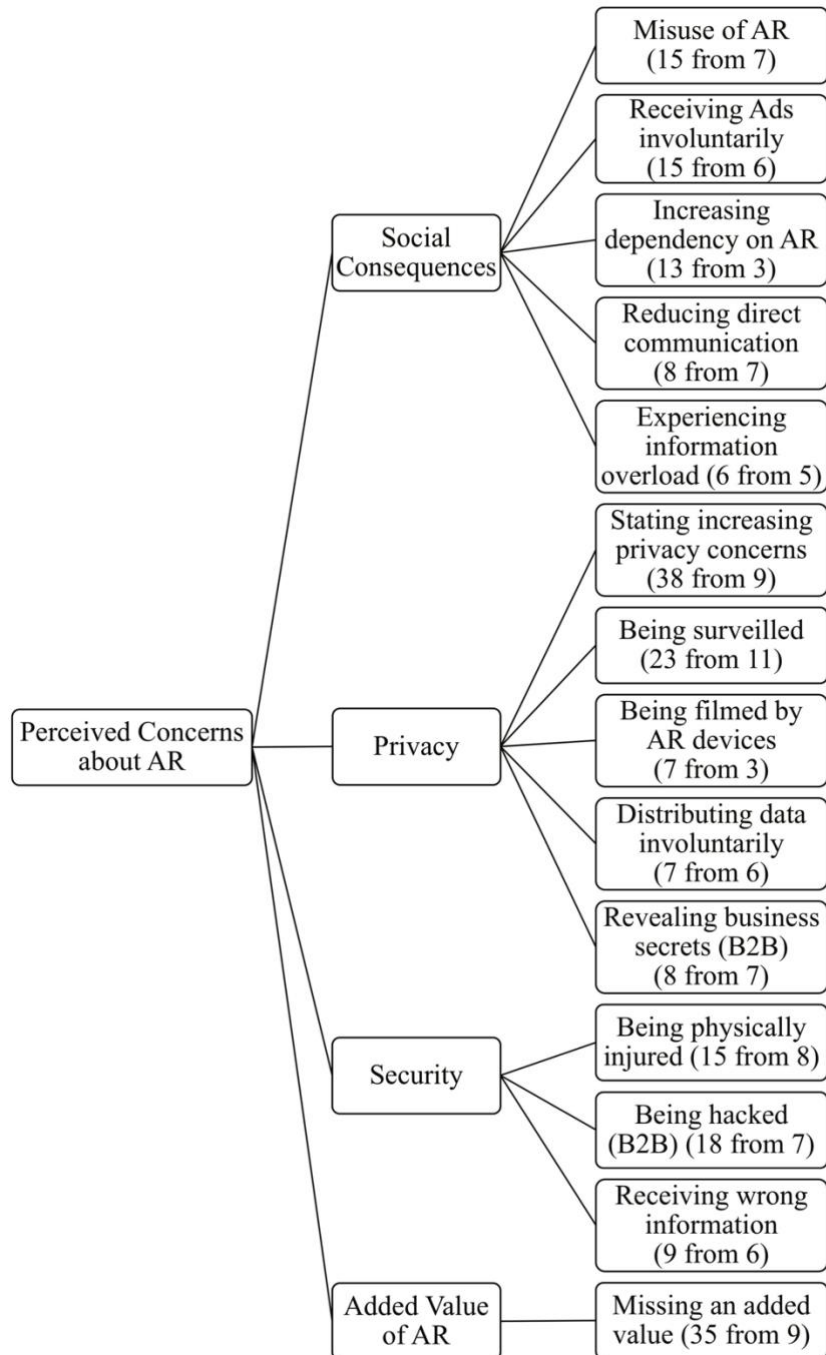 Perceived Concerns
about AR
Social
Consequences
Misuse of AR
(15 from 7)
Receiving Ads
involuntarily
(15 from 6)
Increasing
dependency on AR
(13 from 3)
Reducing direct
communication
(8 from 7)
Experiencing
information
overload (6 from 5)
Privacy
Stating increasing
privacy concerns
(38 from 9)
Being surveilled
(23 from 11)
Being filmed by
AR devices
(7 from 3)
Distributing data
involuntarily
(7 from 6)
Revealing business
secrets (B2B)
(8 from 7)
Security
Being physically
injured (15 from 8)
Being hacked
(B2B) (18 from 7)
Receiving wrong
information
(9 from 6)
Added Value
of AR
Missing an added
value (35 from 9)